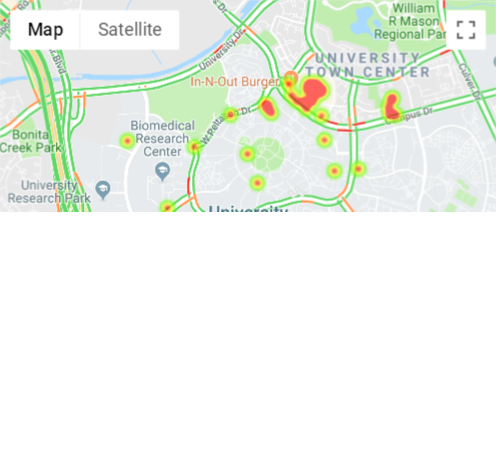 Map
Satellite
William
R Mason
Regional Par
University Dr
Culver Dr
UNIVERSITY
TOWN CENTER
In-N-Out Burger
Campus Dr
W Peltason Dr
Bonita
Creek Park
Biomedical
Research
Center
University
Research Park
University